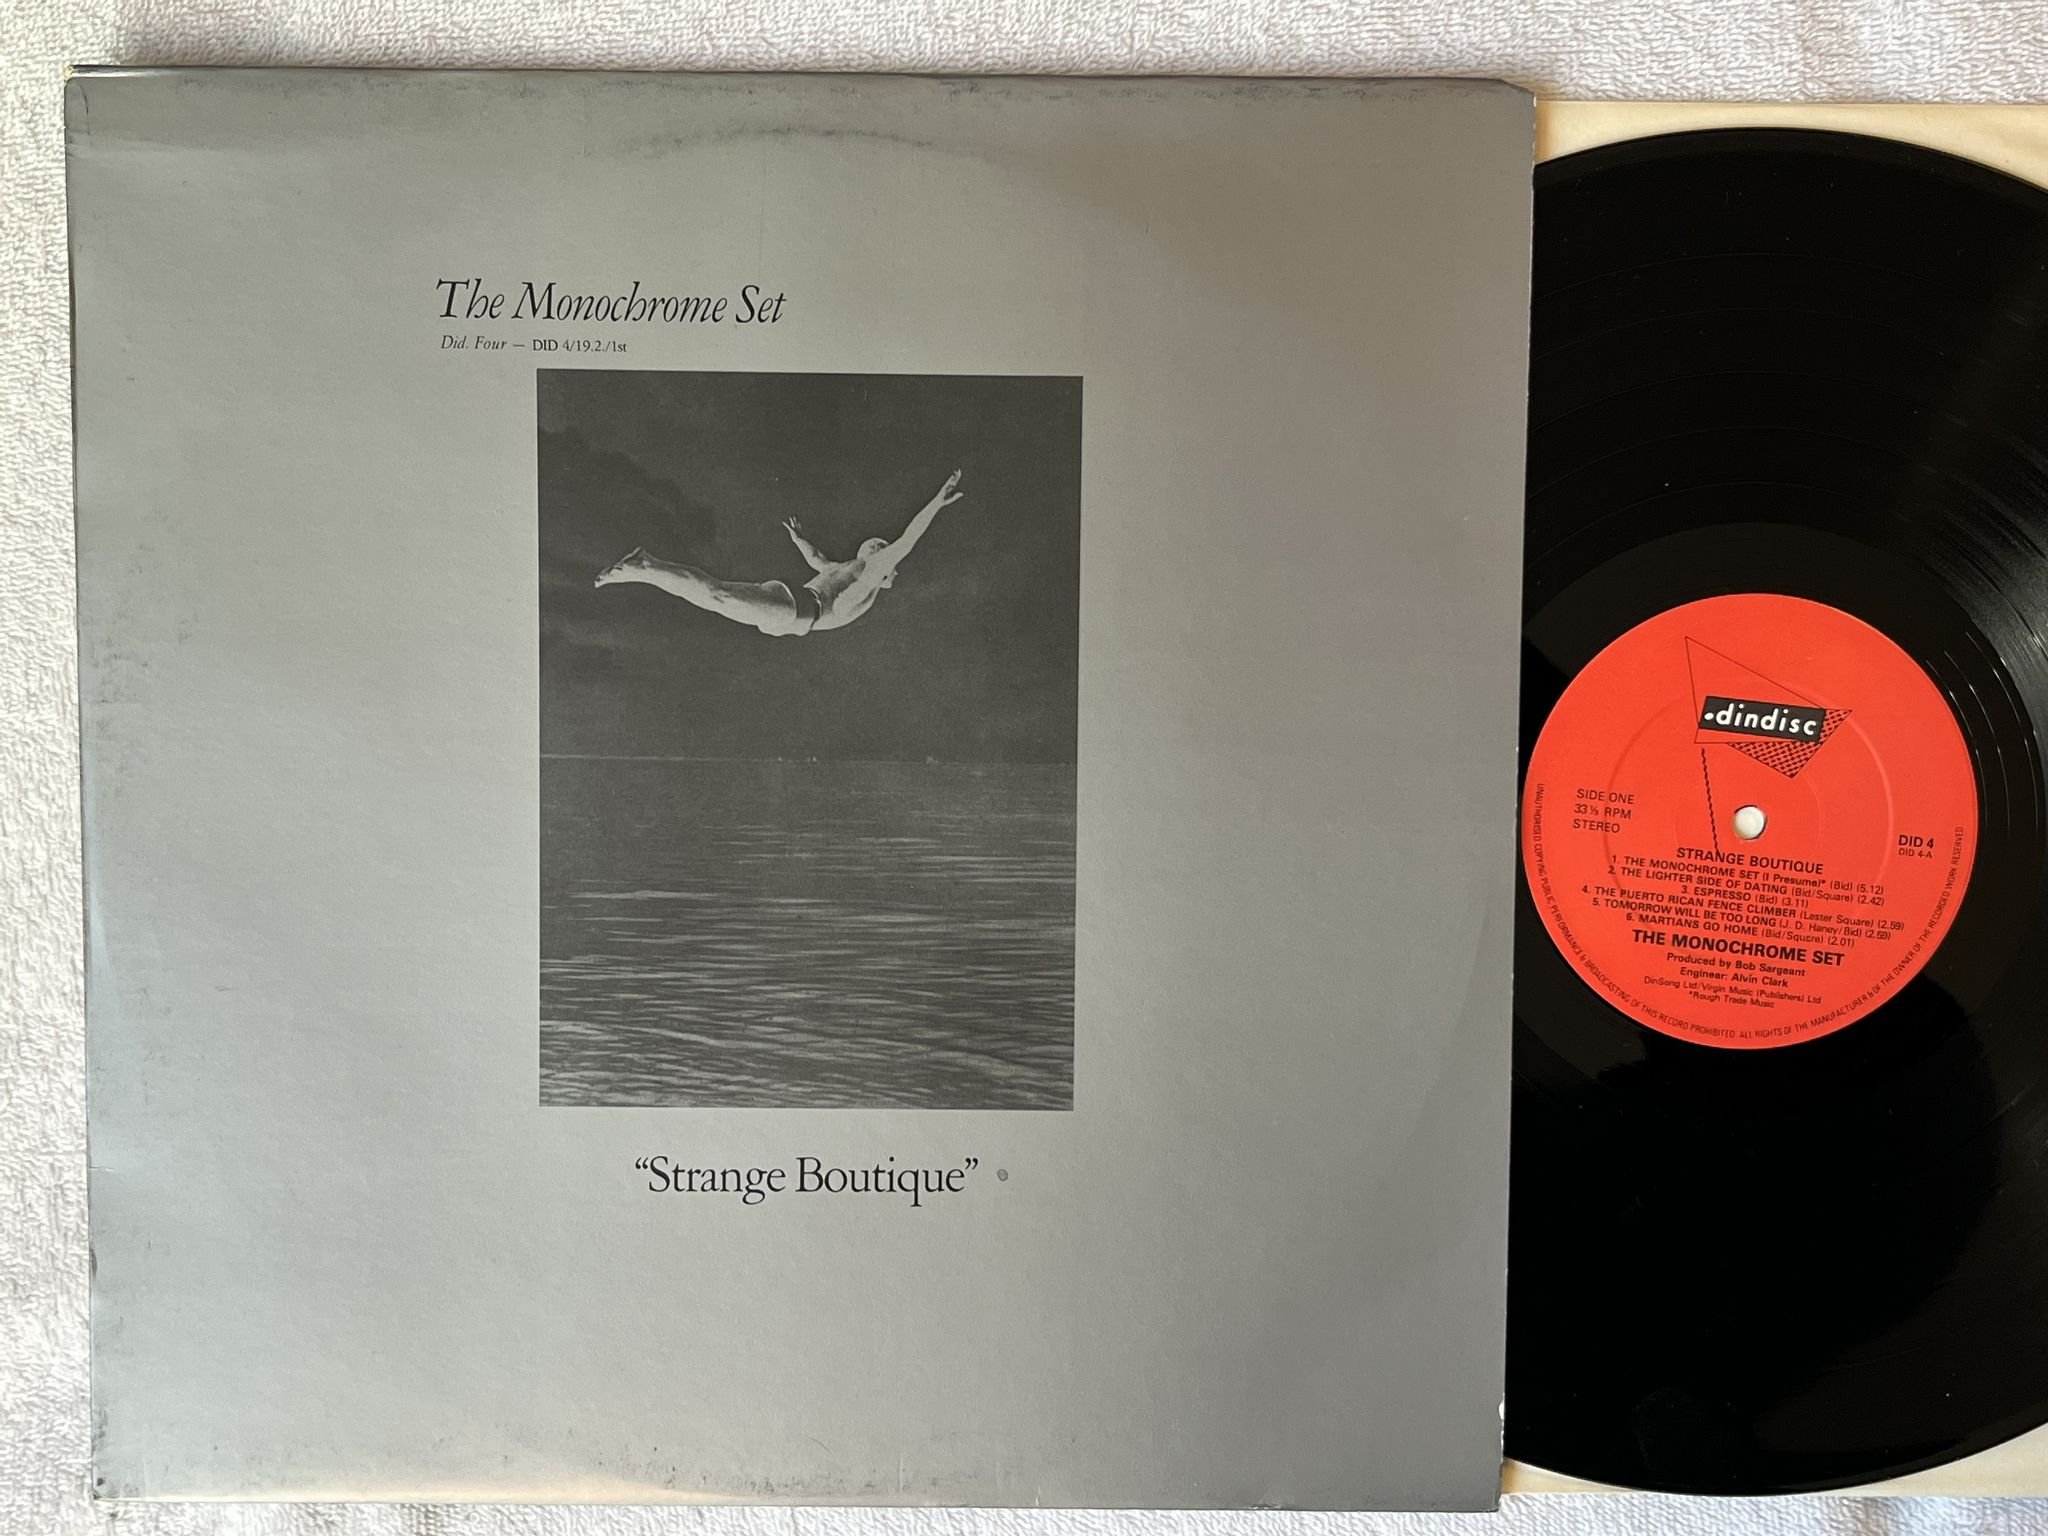 The Monochrome Set
Did. Four — DID 4/19.2./1st
“Strange Boutique”
.dindisc
SIDE ONE
33⅓ RPM
STEREO
DID 4
DID 4-A
STRANGE BOUTIQUE
1. THE MONOCHROME SET (I Presume)* (Bid) (5.12)
2. THE LIGHTER SIDE OF DATING (Bid/Square) (2.42)
3. ESPRESSO (Bid) (3.11)
4. THE PUERTO RICAN FENCE CLIMBER (Lester Square) (2.59)
5. TOMORROW WILL BE TOO LONG (J. D. Haney/Bid) (2.59)
6. MARTIANS GO HOME (Bid/Square) (2.01)
THE MONOCHROME SET
Produced by Bob Sargeant
Engineer: Alvin Clark
DinSong Ltd/Virgin Music (Publishers) Ltd
*Rough Trade Music
UNAUTHORISED COPYING PUBLIC PERFORMANCE & BROADCASTING OF THIS RECORD PROHIBITED. ALL RIGHTS OF THE MANUFACTURER & OF THE OWNER OF THE RECORDED WORK RESERVED